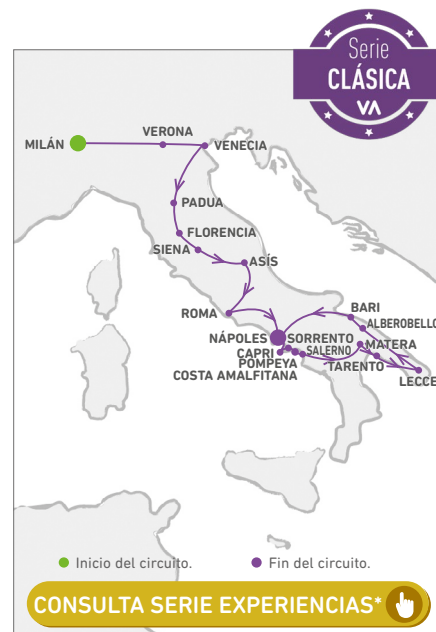 Serie
CLÁSICA
VA
MILÁN
VERONA
VENECIA
PADUA
FLORENCIA
SIENA
ASÍS
ROMA
BARI
ALBEROBELLO
NÁPOLES
SORRENTO
MATERA
CAPRI
SALERNO
POMPEYA
TARENTO
COSTA AMALFITANA
LECCE
Inicio del circuito.
Fin del circuito.
CONSULTA SERIE EXPERIENCIAS*